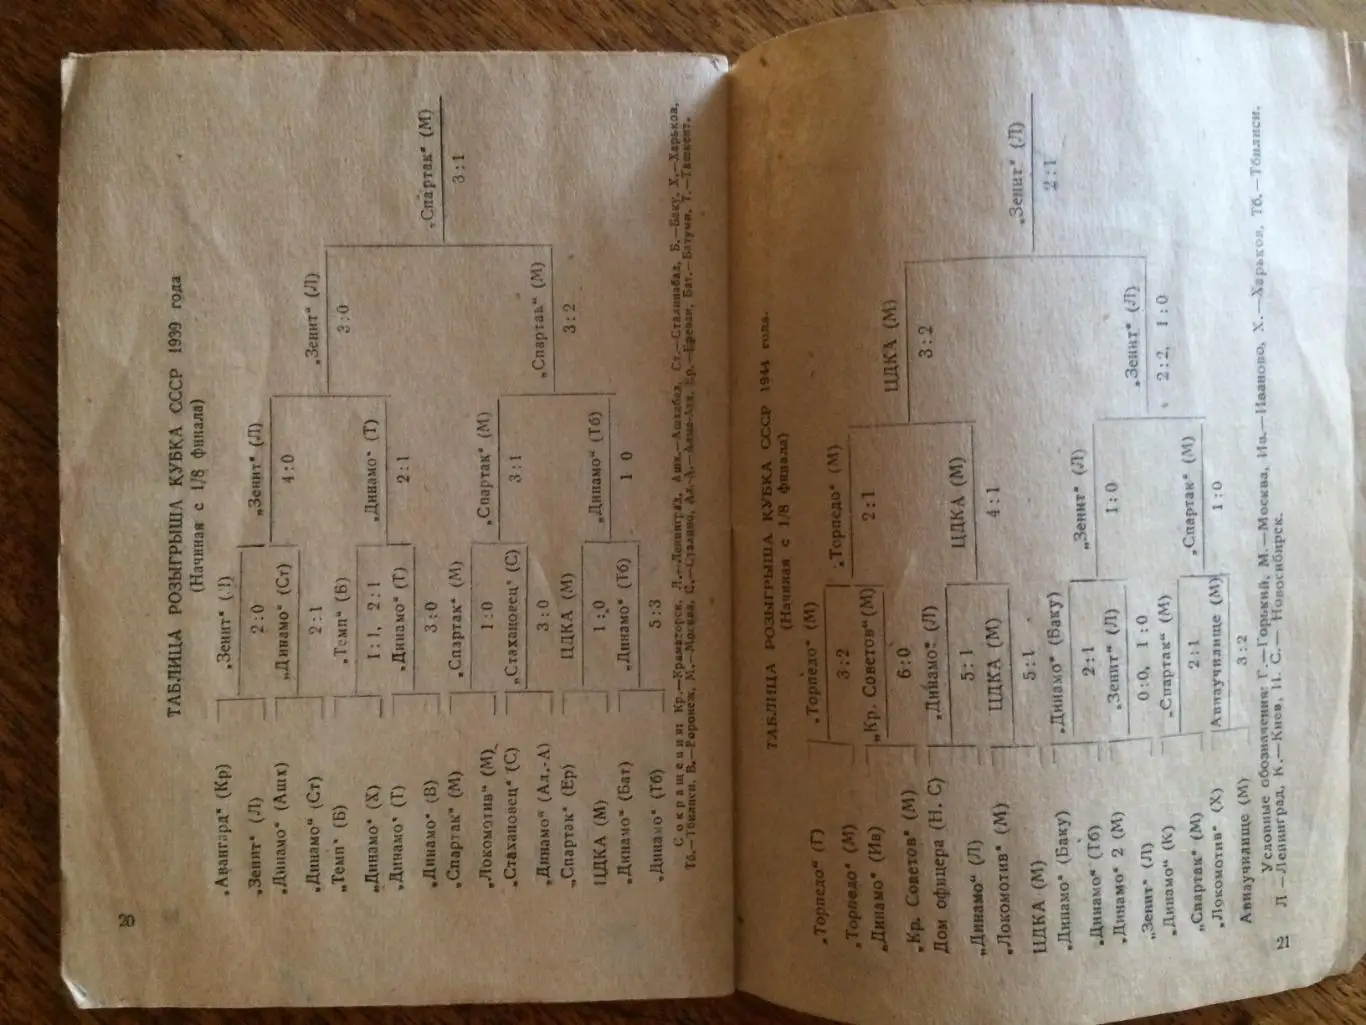 ТАБЛИЦА РОЗЫГРЫША КУБКА СССР 1939 года
(Начиная с 1/8 финала)
„Авангард“ (Кр)
„Зенит“ (Л)
„Динамо“ (Ашх)
„Динамо“ (Ст)
„Темп“ (Б)
„Динамо“ (Х)
„Динамо“ (Т)
„Динамо“ (В)
„Спартак“ (М)
„Локомотив“ (М)
„Стахановец“ (С)
„Динамо“ (Ал.-А)
„Спартак“ (Ер)
ЦДКА (М)
„Динамо“ (Бат)
„Динамо“ (Тб)
„Зенит“ (Л)
2:0
„Динамо“ (Ст)
2:1
„Темп“ (Б)
1:1, 2:1
„Динамо“ (Т)
3:0
„Спартак“ (М)
1:0
„Стахановец“ (С)
3:0
ЦДКА (М)
1:0
„Динамо“ (Тб)
5:3
„Зенит“ (Л)
4:0
„Динамо“ (Т)
2:1
„Спартак“ (М)
3:1
„Динамо“ (Тб)
1 0
„Зенит“ (Л)
3:0
„Спартак“ (М)
3:2
„Спартак“ (М)
3:1
Сокращения Кр.—Краматорск, Л.—Ленинград, Ашх.—Ашхабад, Ст.—Сталинабад, Б.—Баку, Х.—Харьков,
Тб.—Тбилиси, В.—Воронеж, М.—Москва, С.—Сталино, Ал.-А.—Алма-Ата, Ер.—Ереван, Бат.—Батуми, Т.—Ташкент.
20
ТАБЛИЦА РОЗЫГРЫША КУБКА СССР 1944 года.
(Начиная с 1/8 финала)
„Торпедо“ (Г)
„Торпедо“ (М)
„Динамо“ (Ив)
„Кр. Советов“ (М)
Дом офицера (Н. С)
„Динамо“ (Л)
„Локомотив“ (М)
ЦДКА (М)
„Динамо“ (Баку)
„Динамо“ (Тб)
„Динамо“ 2 (М)
„Зенит“ (Л)
„Динамо“ (К)
„Спартак“ (М)
„Локомотив“ (Х)
Авиаучилище (М)
„Торпедо“ (М)
3:2
„Кр. Советов“ (М)
6:0
„Динамо“ (Л)
5:1
ЦДКА (М)
5:1
„Динамо“ (Баку)
2:1
„Зенит“ (Л)
0:0, 1:0
„Спартак“ (М)
2:1
Авиаучилище (М)
3:2
„Торпедо“ (М)
2:1
ЦДКА (М)
4:1
„Зенит“ (Л)
1:0
„Спартак“ (М)
1:0
ЦДКА (М)
3:2
„Зенит“ (Л)
2:2, 1:0
„Зенит“ (Л)
2:1
Условные обозначения: Г.—Горький, М.—Москва, Ив.—Иваново, Х.—Харьков, Тб.—Тбилиси.
Л.—Ленинград, К.—Киев, Н. С.—Новосибирск.
21